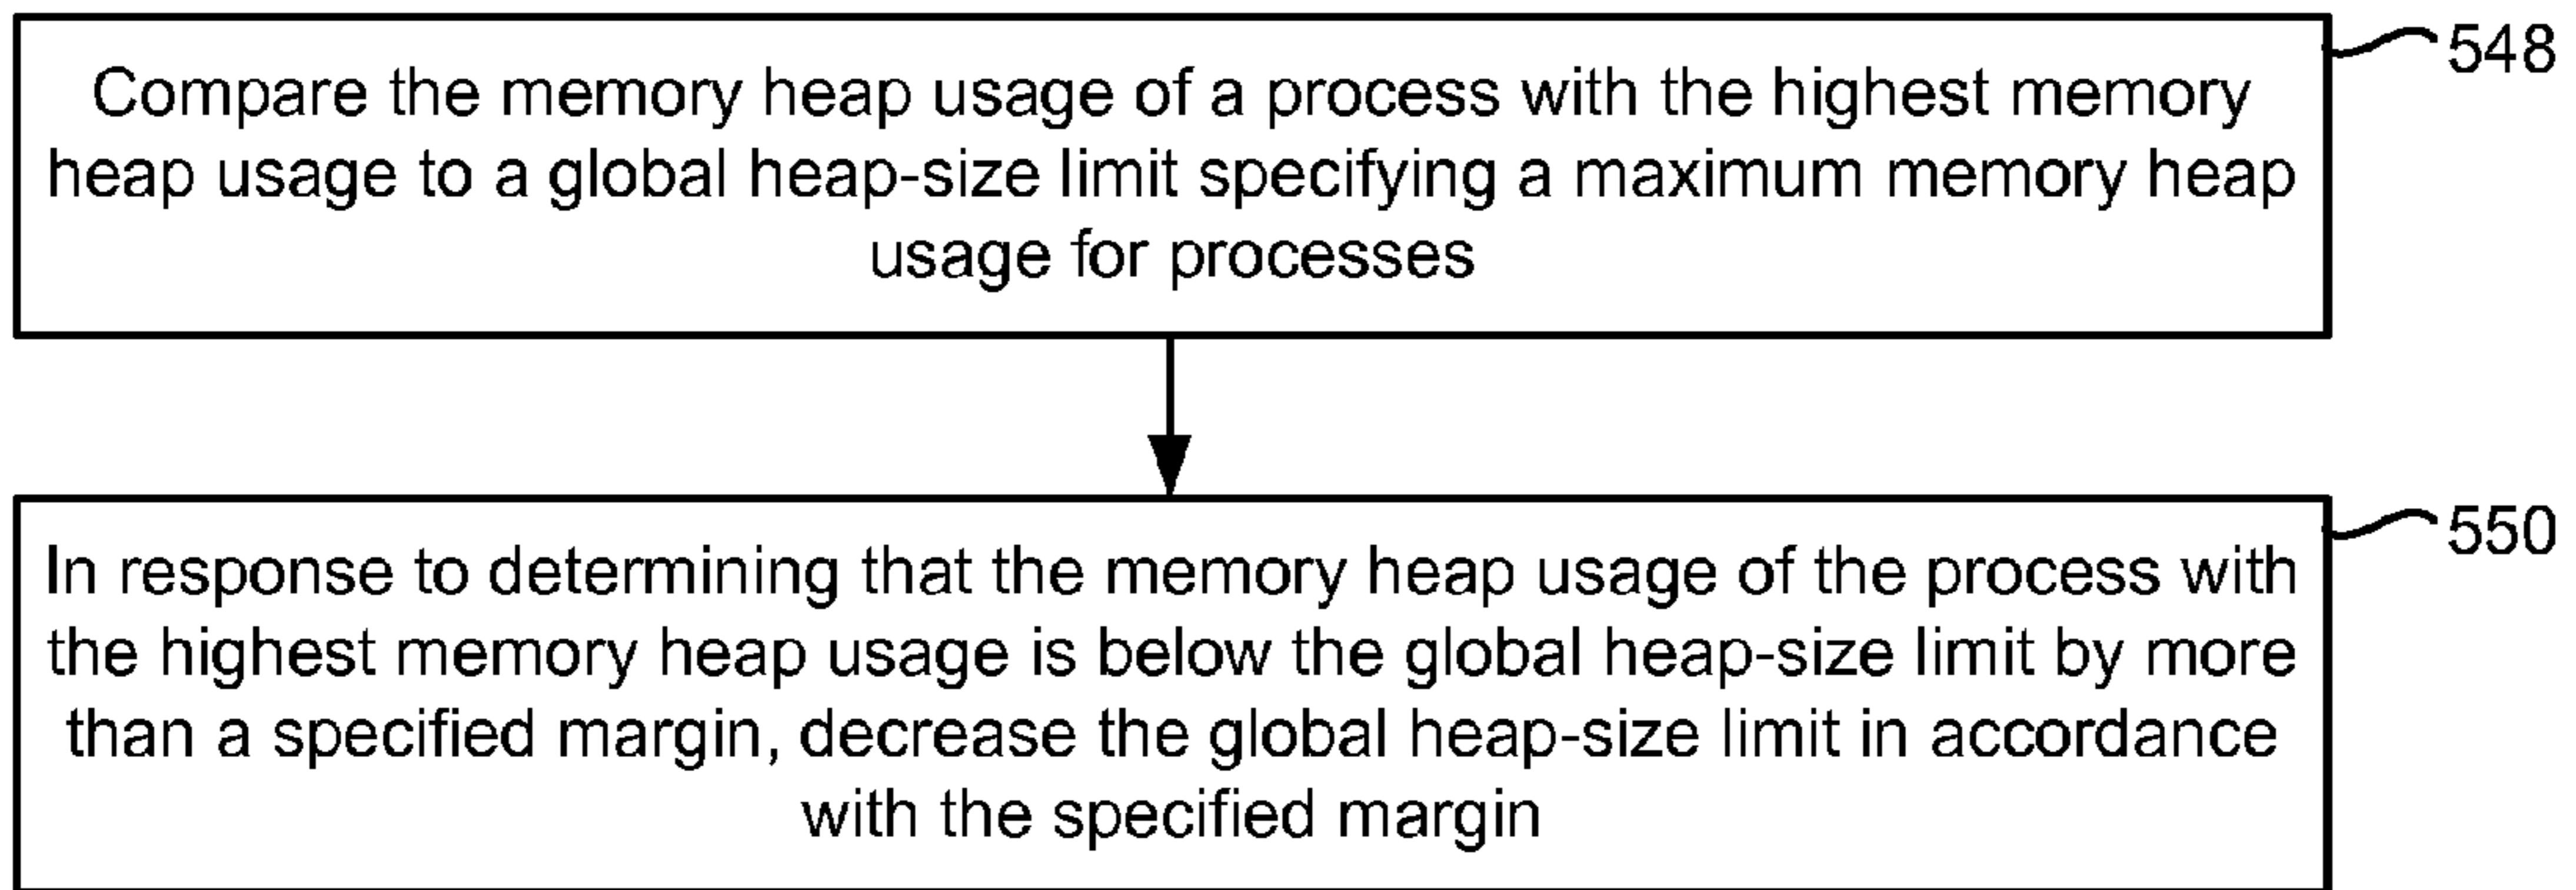 Compare the memory heap usage of a process with the highest memory
heap usage to a global heap-size limit specifying a maximum memory heap
usage for processes
548
In response to determining that the memory heap usage of the process with
the highest memory heap usage is below the global heap-size limit by more
than a specified margin, decrease the global heap-size limit in accordance
with the specified margin
550